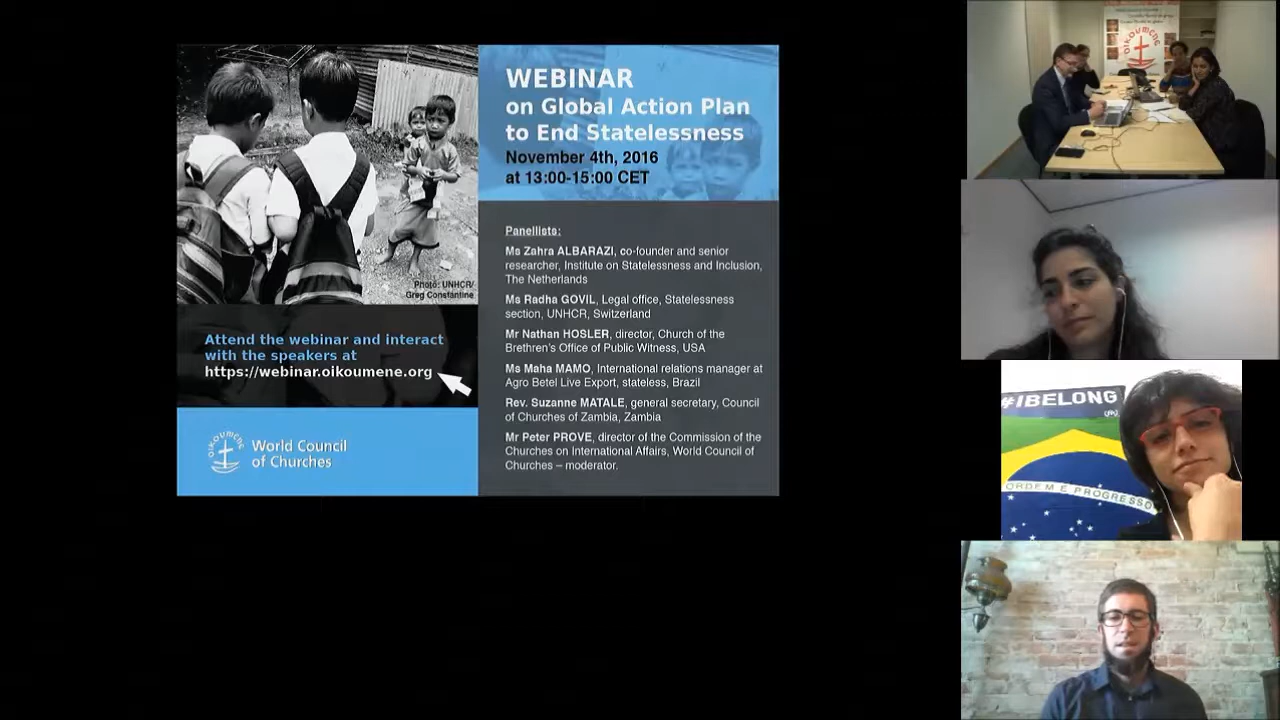 WEBINAR
on Global Action Plan
to End Statelessness
November 4th, 2016
at 13:00-15:00 CET
Photo: UNHCR/
Greg Constantine
Attend the webinar and interact
with the speakers at
https://webinar.oikoumene.org
OIKOUMENE
World Council
of Churches
Panellists:
Ms Zahra ALBARAZI, co-founder and senior
researcher, Institute on Statelessness and Inclusion,
The Netherlands
Ms Radha GOVIL, Legal office, Statelessness
section, UNHCR, Switzerland
Mr Nathan HOSLER, director, Church of the
Brethren's Office of Public Witness, USA
Ms Maha MAMO, International relations manager at
Agro Betel Live Export, stateless, Brazil
Rev. Suzanne MATALE, general secretary, Council
of Churches of Zambia, Zambia
Mr Peter PROVE, director of the Commission of the
Churches on International Affairs, World Council of
Churches – moderator.
OIKOUMENE
#IBELONG
ORDEM E PROGRESSO